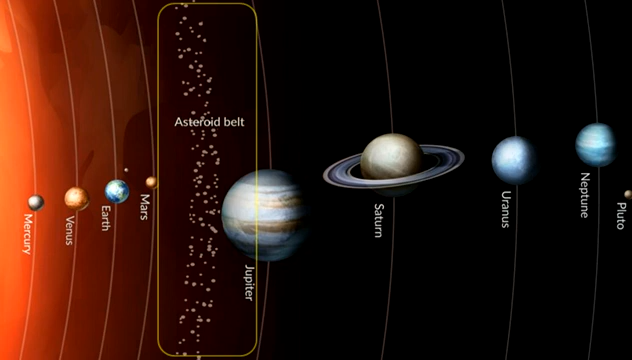 Mercury
Venus
Earth
Mars
Asteroid belt
Jupiter
Saturn
Uranus
Neptune
Pluto